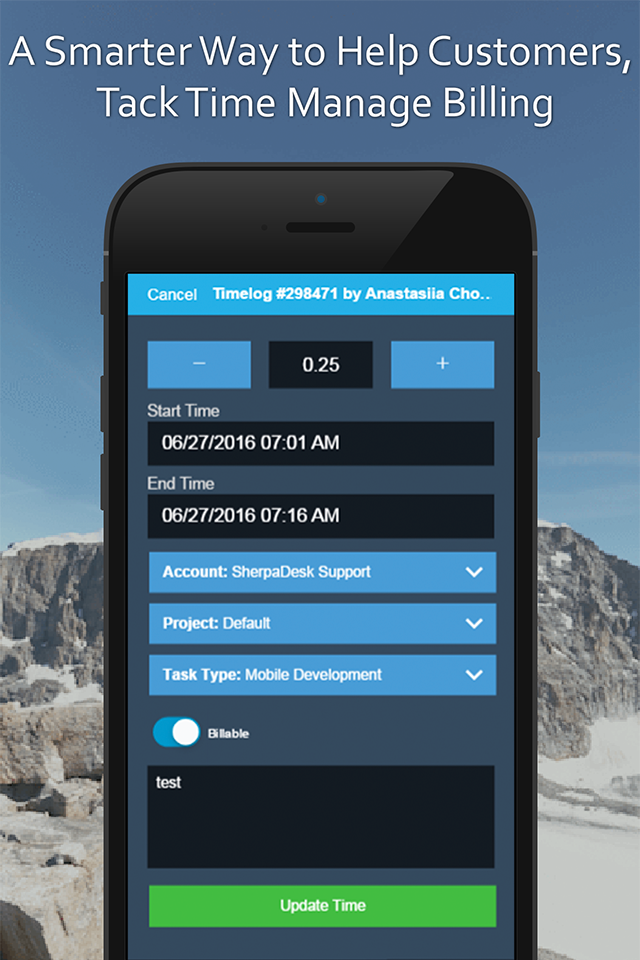 A Smarter Way to Help Customers,
Tack Time Manage Billing
Cancel Timelog #298471 by Anastasiia Cho..
− 0.25 +
Start Time
06/27/2016 07:01 AM
End Time
06/27/2016 07:16 AM
Account: SherpaDesk Support
Project: Default
Task Type: Mobile Development
Billable
test
Update Time